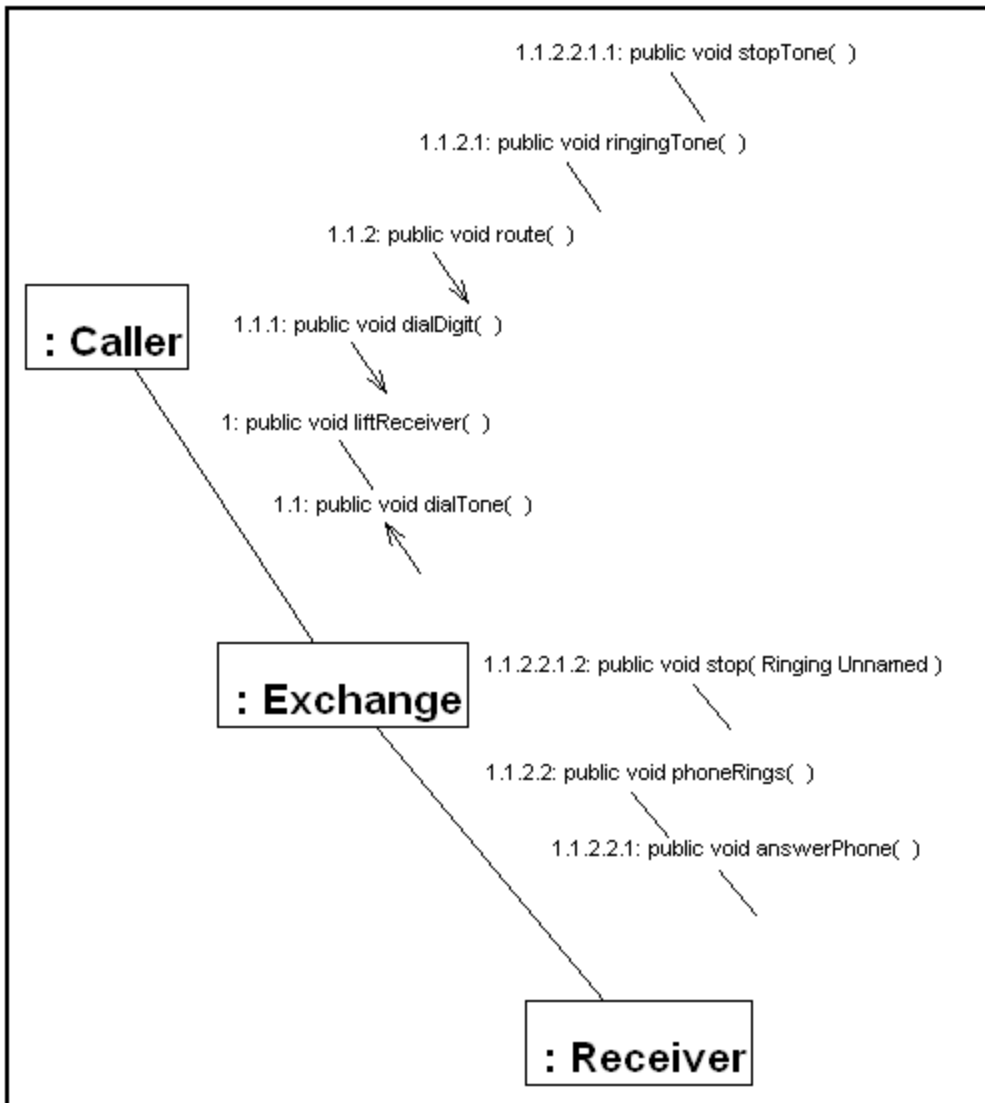 1.1.2.2.1.1: public void stopTone( )
1.1.2.1: public void ringingTone( )
1.1.2: public void route( )
: Caller
1.1.1: public void dialDigit( )
1: public void liftReceiver( )
1.1: public void dialTone( )
: Exchange
1.1.2.2.1.2: public void stop( Ringing Unnamed )
1.1.2.2: public void phoneRings( )
1.1.2.2.1: public void answerPhone( )
: Receiver